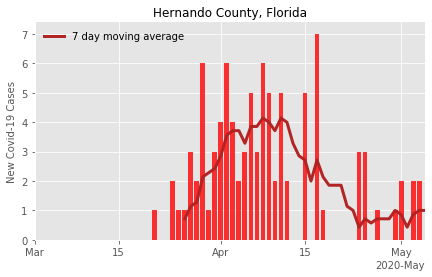 Hernando County, Florida
7 day moving average
New Covid-19 Cases
7
6
5
4
3
2
1
0
Mar
15
Apr
15
May
2020-May